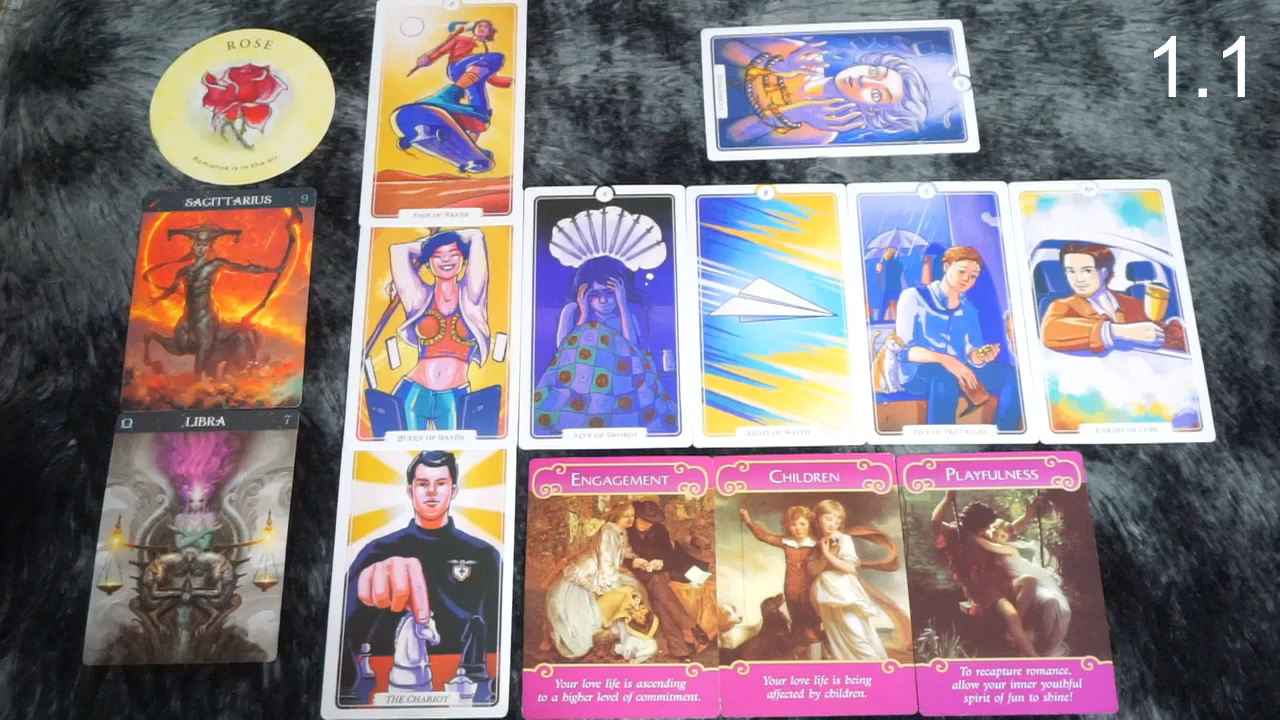 1.1
ROSE
Romance is in the air
SAGITTARIUS 9
LIBRA 7
PAGE OF WANDS
QUEEN OF WANDS
THE CHARIOT
NINE OF SWORDS
EIGHT OF WANDS
FIVE OF PENTACLES
KNIGHT OF CUPS
ENGAGEMENT
Your love life is ascending
to a higher level of commitment.
CHILDREN
Your love life is being
affected by children.
PLAYFULNESS
To recapture romance,
allow your inner youthful
spirit of fun to shine!